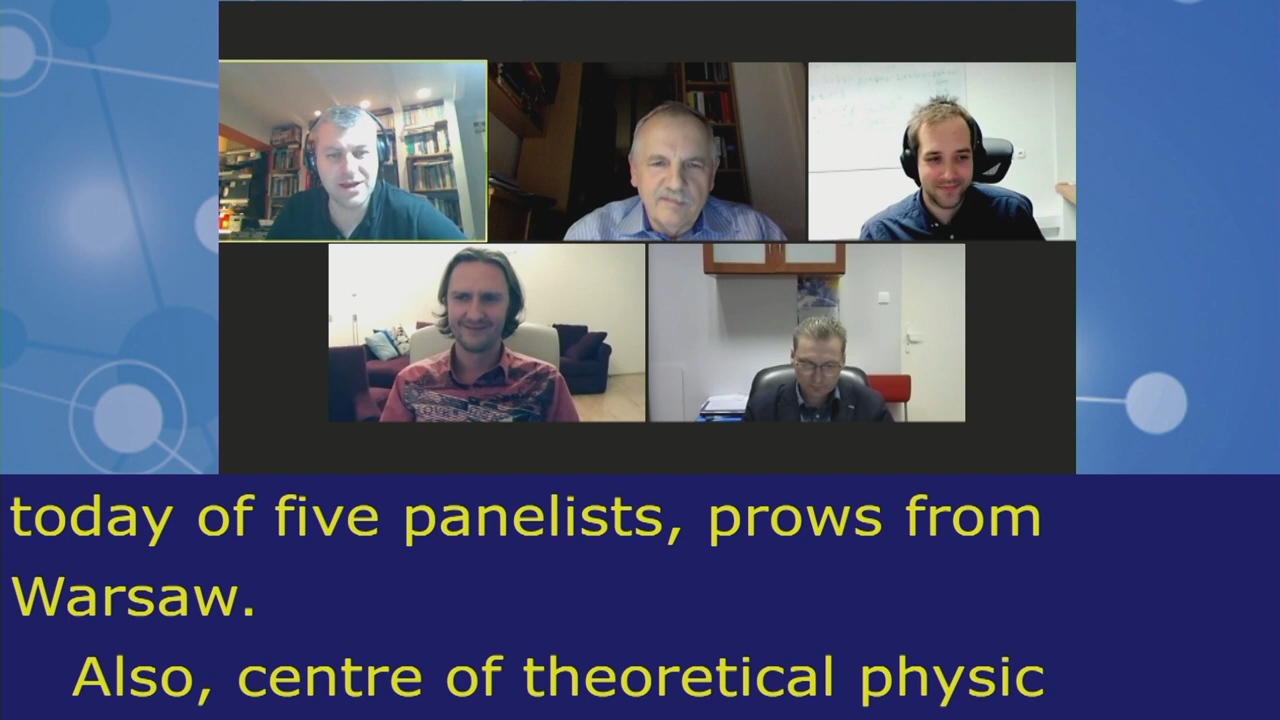 today of five panelists, prows from
Warsaw.
Also, centre of theoretical physic